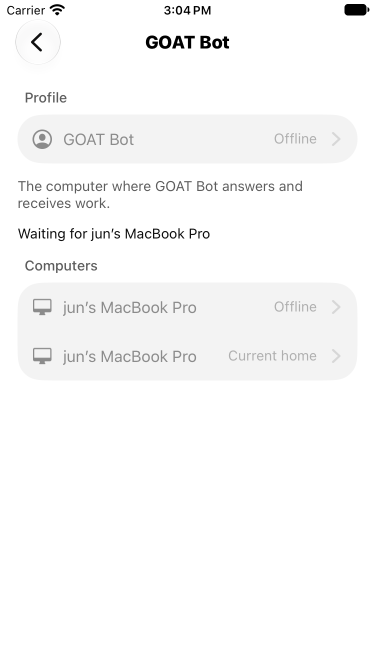 Carrier 3:04 PM
GOAT Bot
Profile
GOAT Bot Offline
The computer where GOAT Bot answers and
receives work.
Waiting for jun’s MacBook Pro
Computers
jun’s MacBook Pro Offline
jun’s MacBook Pro Current home